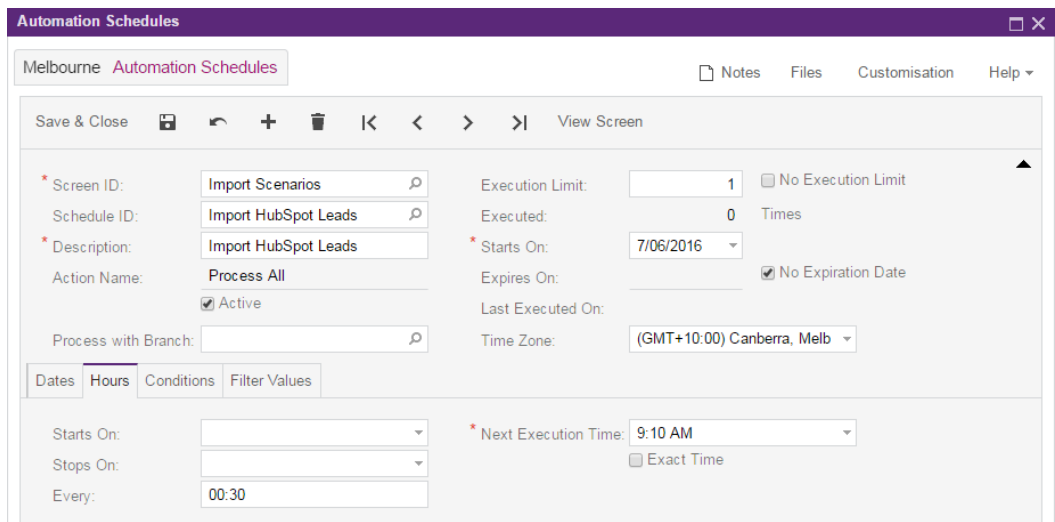 Automation Schedules
Melbourne Automation Schedules Notes Files Customisation Help
Save & Close View Screen
* Screen ID: Import Scenarios Execution Limit: 1 No Execution Limit
Schedule ID: Import HubSpot Leads Executed: 0 Times
* Description: Import HubSpot Leads * Starts On: 7/06/2016
Action Name: Process All Expires On: No Expiration Date
Active Last Executed On:
Process with Branch: Time Zone: (GMT+10:00) Canberra, Melb
Dates Hours Conditions Filter Values
Starts On: * Next Execution Time: 9:10 AM
Stops On: Exact Time
Every: 00:30